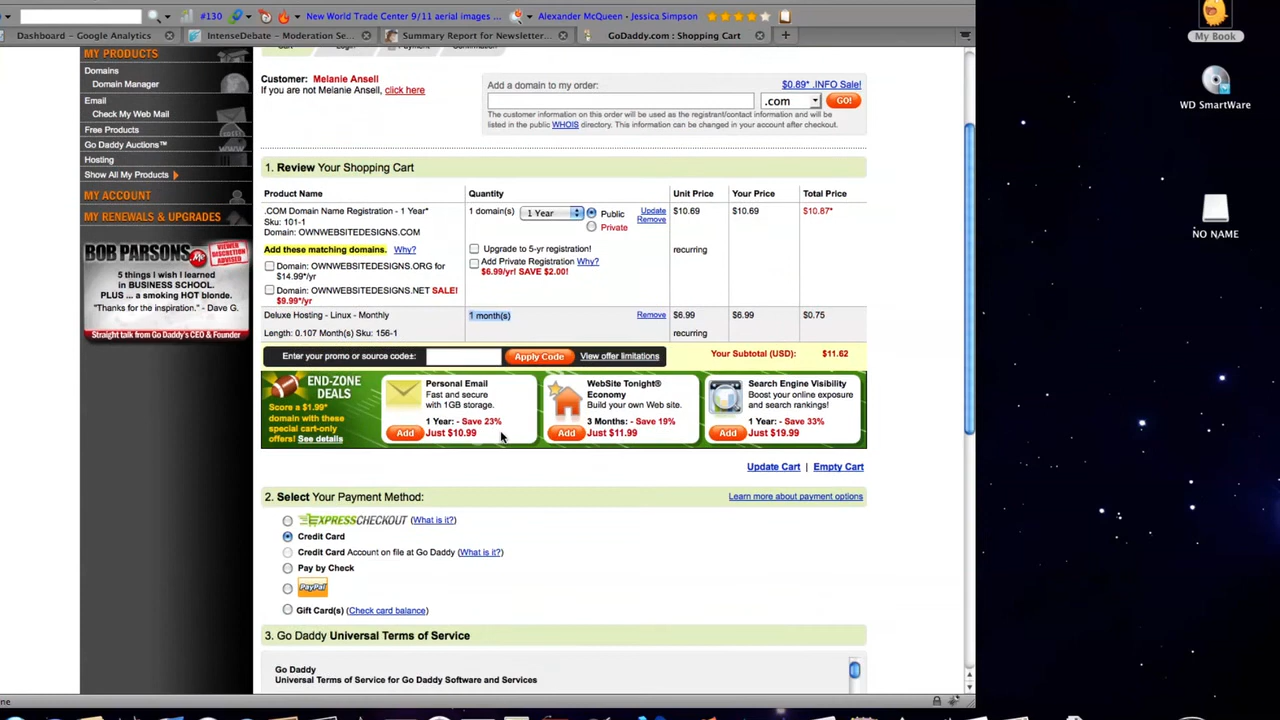 #130
New World Trade Center 9/11 aerial images ...
Alexander McQueen - Jessica Simpson
Dashboard – Google Analytics
IntenseDebate – Moderation Se...
Summary Report for Newsletter...
GoDaddy.com : Shopping Cart
My Book
WD SmartWare
NO NAME
MY PRODUCTS
Domains
Domain Manager
Email
Check My Web Mail
Free Products
Go Daddy Auctions™
Hosting
Show All My Products
MY ACCOUNT
MY RENEWALS & UPGRADES
BOB PARSONS.me
VIEWER DISCRETION ADVISED
5 things I wish I learned
in BUSINESS SCHOOL.
PLUS ... a smoking HOT blonde.
"Thanks for the inspiration." - Dave G.
Straight talk from Go Daddy's CEO & Founder
Customer: Melanie Ansell
If you are not Melanie Ansell, click here
Add a domain to my order:
$0.89* .INFO Sale!
.com
GO!
The customer information on this order will be used as the registrant/contact information and will be
listed in the public WHOIS directory. This information can be changed in your account after checkout.
1. Review Your Shopping Cart
Product Name Quantity Unit Price Your Price Total Price
.COM Domain Name Registration - 1 Year*
Sku: 101-1
Domain: OWNWEBSITEDESIGNS.COM
1 domain(s) 1 Year Public
Private
Update
Remove
$10.69 $10.69 $10.87*
recurring
Add these matching domains. Why?
Domain: OWNWEBSITEDESIGNS.ORG for
$14.99*/yr
Domain: OWNWEBSITEDESIGNS.NET SALE!
$9.99*/yr
Upgrade to 5-yr registration!
Add Private Registration Why?
$6.99/yr! SAVE $2.00!
Deluxe Hosting - Linux - Monthly 1 month(s) Remove $6.99 $6.99 $0.75
Length: 0.107 Month(s) Sku: 156-1 recurring
Enter your promo or source code±: Apply Code View offer limitations Your Subtotal (USD): $11.62
END-ZONE
DEALS
Score a $1.99*
domain with these
special cart-only
offers! See details
Personal Email
Fast and secure
with 1GB storage.
1 Year: - Save 23%
Add Just $10.99
WebSite Tonight®
Economy
Build your own Web site.
3 Months: - Save 19%
Add Just $11.99
Search Engine Visibility
Boost your online exposure
and search rankings!
1 Year: - Save 33%
Add Just $19.99
Update Cart | Empty Cart
2. Select Your Payment Method:
Learn more about payment options
EXPRESSCHECKOUT (What is it?)
Credit Card
Credit Card Account on file at Go Daddy (What is it?)
Pay by Check
PayPal
Gift Card(s) (Check card balance)
3. Go Daddy Universal Terms of Service
Go Daddy
Universal Terms of Service for Go Daddy Software and Services
ne